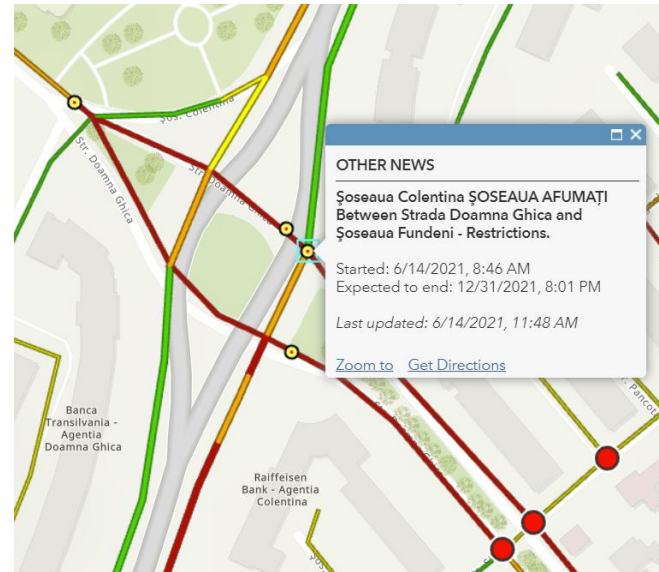 Şos. Colentina
Str. Doamna Ghica
Str. Doamna Ghica
OTHER NEWS
Şoseaua Colentina ŞOSEAUA AFUMAŢI
Between Strada Doamna Ghica and
Şoseaua Fundeni - Restrictions.
Started: 6/14/2021, 8:46 AM
Expected to end: 12/31/2021, 8:01 PM
Last updated: 6/14/2021, 11:48 AM
Zoom to Get Directions
Banca
Transilvania -
Agentia
Doamna Ghica
Raiffeisen
Bank - Agentia
Colentina
Pancot
Şos.